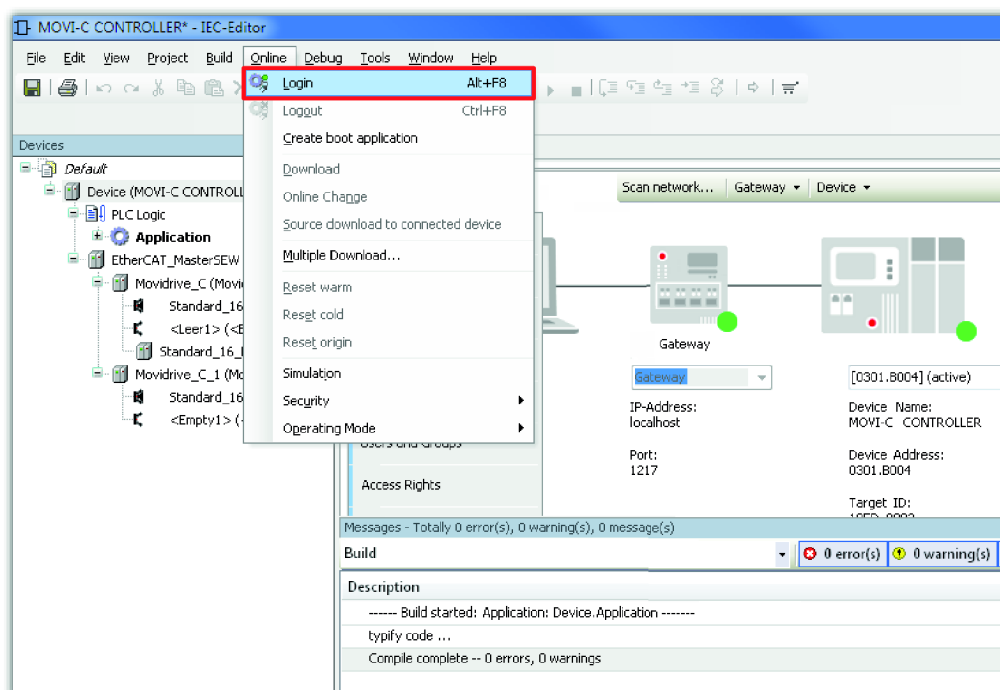 MOVI-C CONTROLLER* - IEC-Editor
File Edit View Project Build Online Debug Tools Window Help
Login Alt+F8
Logout Ctrl+F8
Create boot application
Download
Online Change
Source download to connected device
Multiple Download...
Reset warm
Reset cold
Reset origin
Simulation
Security
Operating Mode
Devices
Default
Device (MOVI-C CONTROLL
PLC Logic
Application
EtherCAT_MasterSEW
Movidrive_C (Movi
Standard_16
<Leer1> (<E
Standard_16_
Movidrive_C_1 (Mo
Standard_16
<Empty1> (
Scan network... Gateway Device
Gateway
Gateway
IP-Address:
localhost
Port:
1217
[0301.B004] (active)
Device Name:
MOVI-C CONTROLLER
Device Address:
0301.B004
Target ID:
Users and Groups
Access Rights
Messages - Totally 0 error(s), 0 warning(s), 0 message(s)
Build 0 error(s) 0 warning(s)
Description
------ Build started: Application: Device.Application -------
typify code ...
Compile complete -- 0 errors, 0 warnings